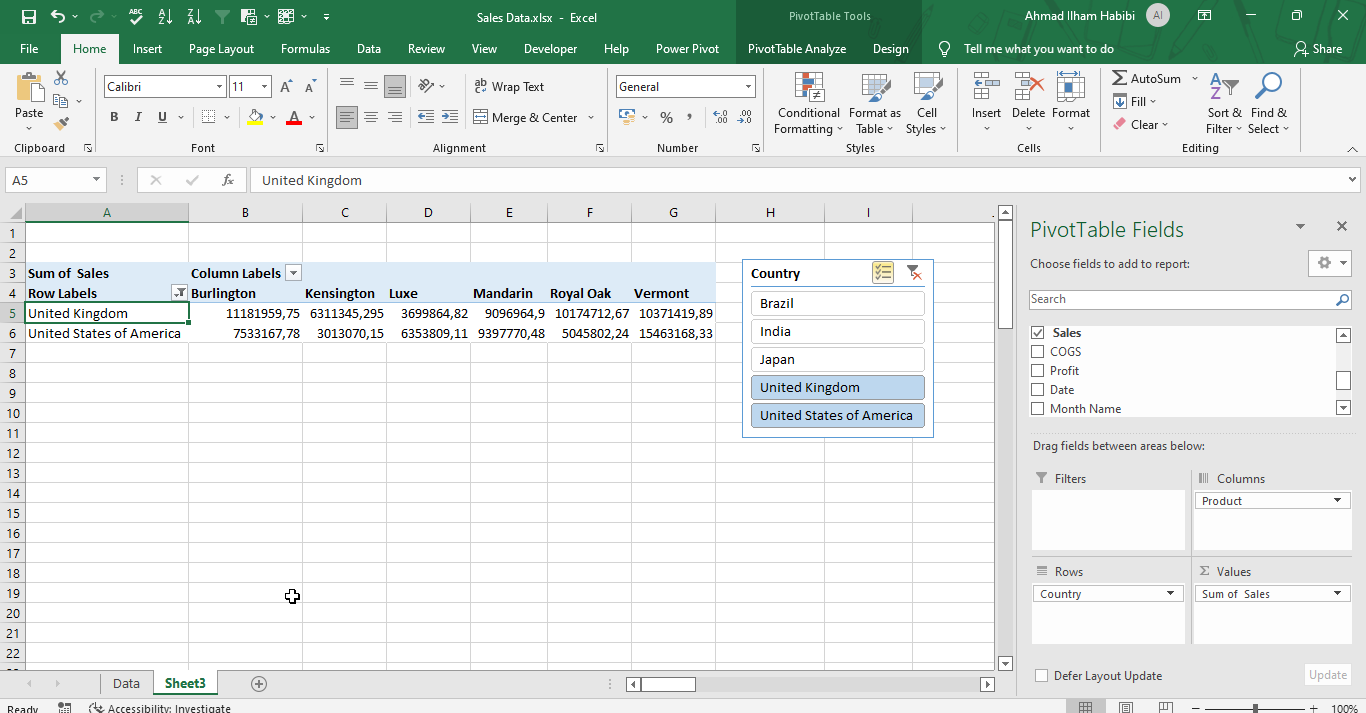 ABC
Sales Data.xlsx - Excel
PivotTable Tools
Ahmad Ilham Habibi
AI
File Home Insert Page Layout Formulas Data Review View Developer Help Power Pivot PivotTable Analyze Design Tell me what you want to do Share
Paste
Clipboard
Calibri 11
B I U A
Font
ab Wrap Text
Merge & Center
Alignment
General
% ,
Number
Conditional Formatting
Format as Table
Cell Styles
Styles
Insert Delete Format
Cells
AutoSum
Fill
Clear
Sort & Filter
Find & Select
Editing
A5 fx United Kingdom
A B C D E F G H I
1
2
3 Sum of Sales Column Labels
4 Row Labels Burlington Kensington Luxe Mandarin Royal Oak Vermont
5 United Kingdom 11181959,75 6311345,295 3699864,82 9096964,9 10174712,67 10371419,89
6 United States of America 7533167,78 3013070,15 6353809,11 9397770,48 5045802,24 15463168,33
7
8
9
10
11
12
13
14
15
16
17
18
19
20
21
22
Country
Brazil
India
Japan
United Kingdom
United States of America
PivotTable Fields
Choose fields to add to report:
Search
Sales
COGS
Profit
Date
Month Name
Drag fields between areas below:
Filters
Columns
Product
Rows
Country
Σ Values
Sum of Sales
Defer Layout Update
Update
Data Sheet3
Ready Accessibility: Investigate
100%